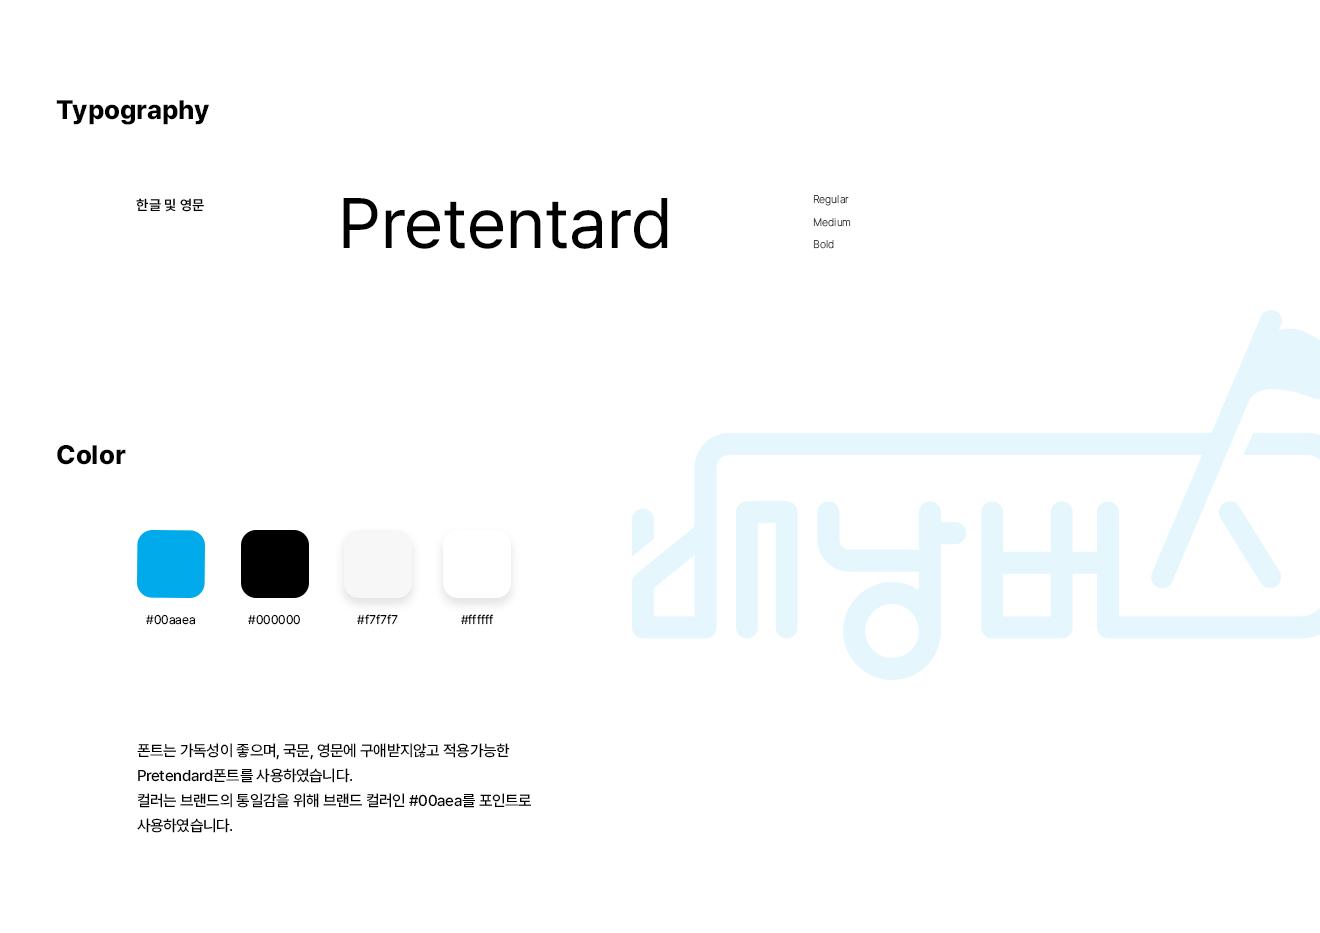 Typography
한글 및 영문
Pretentard
Regular
Medium
Bold
Color
배낭버스
#00aaea
#000000
#f7f7f7
#ffffff
폰트는 가독성이 좋으며, 국문, 영문에 구애받지않고 적용가능한
Pretendard폰트를 사용하였습니다.
컬러는 브랜드의 통일감을 위해 브랜드 컬러인 #00aea를 포인트로
사용하였습니다.